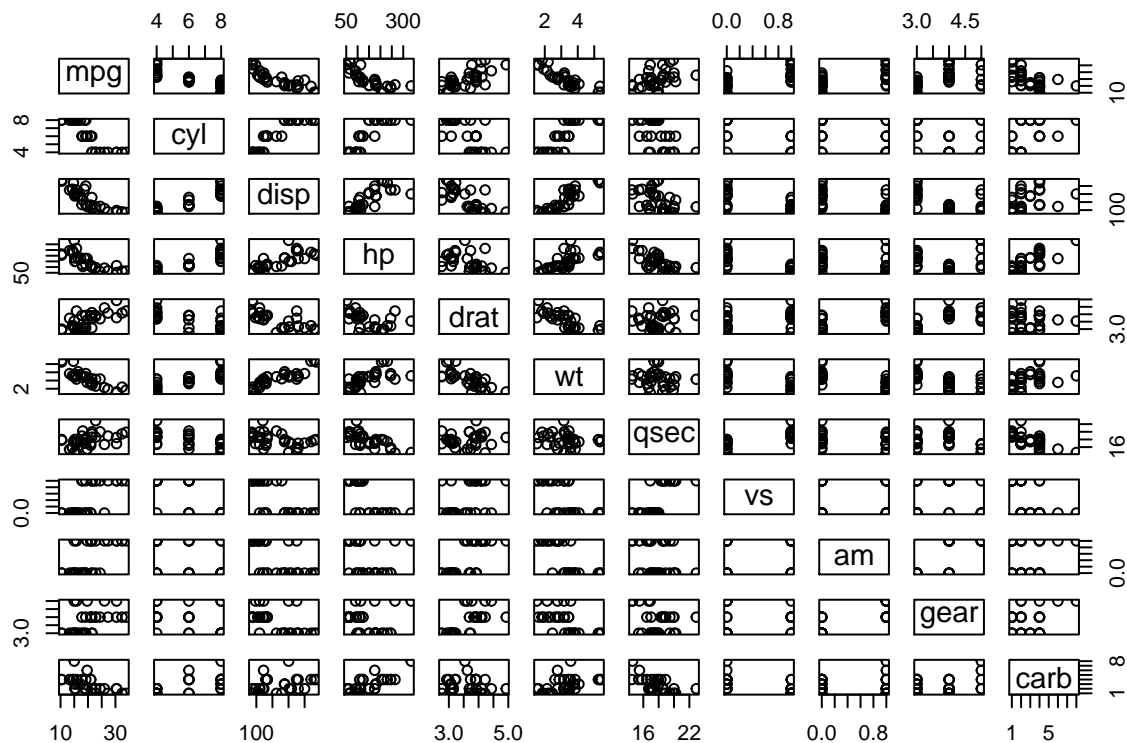 4 6 8 50 300 2 4 0.0 1.0 3.0 4.5
mpg 10
4 8 cyl
disp 100
50 hp
drat 3.0
2 wt
qsec 16
0.0 vs
am 0.0
3.0 gear
carb 1 8
10 30 100 3.0 5.0 16 22 0.0 0.8 1 5